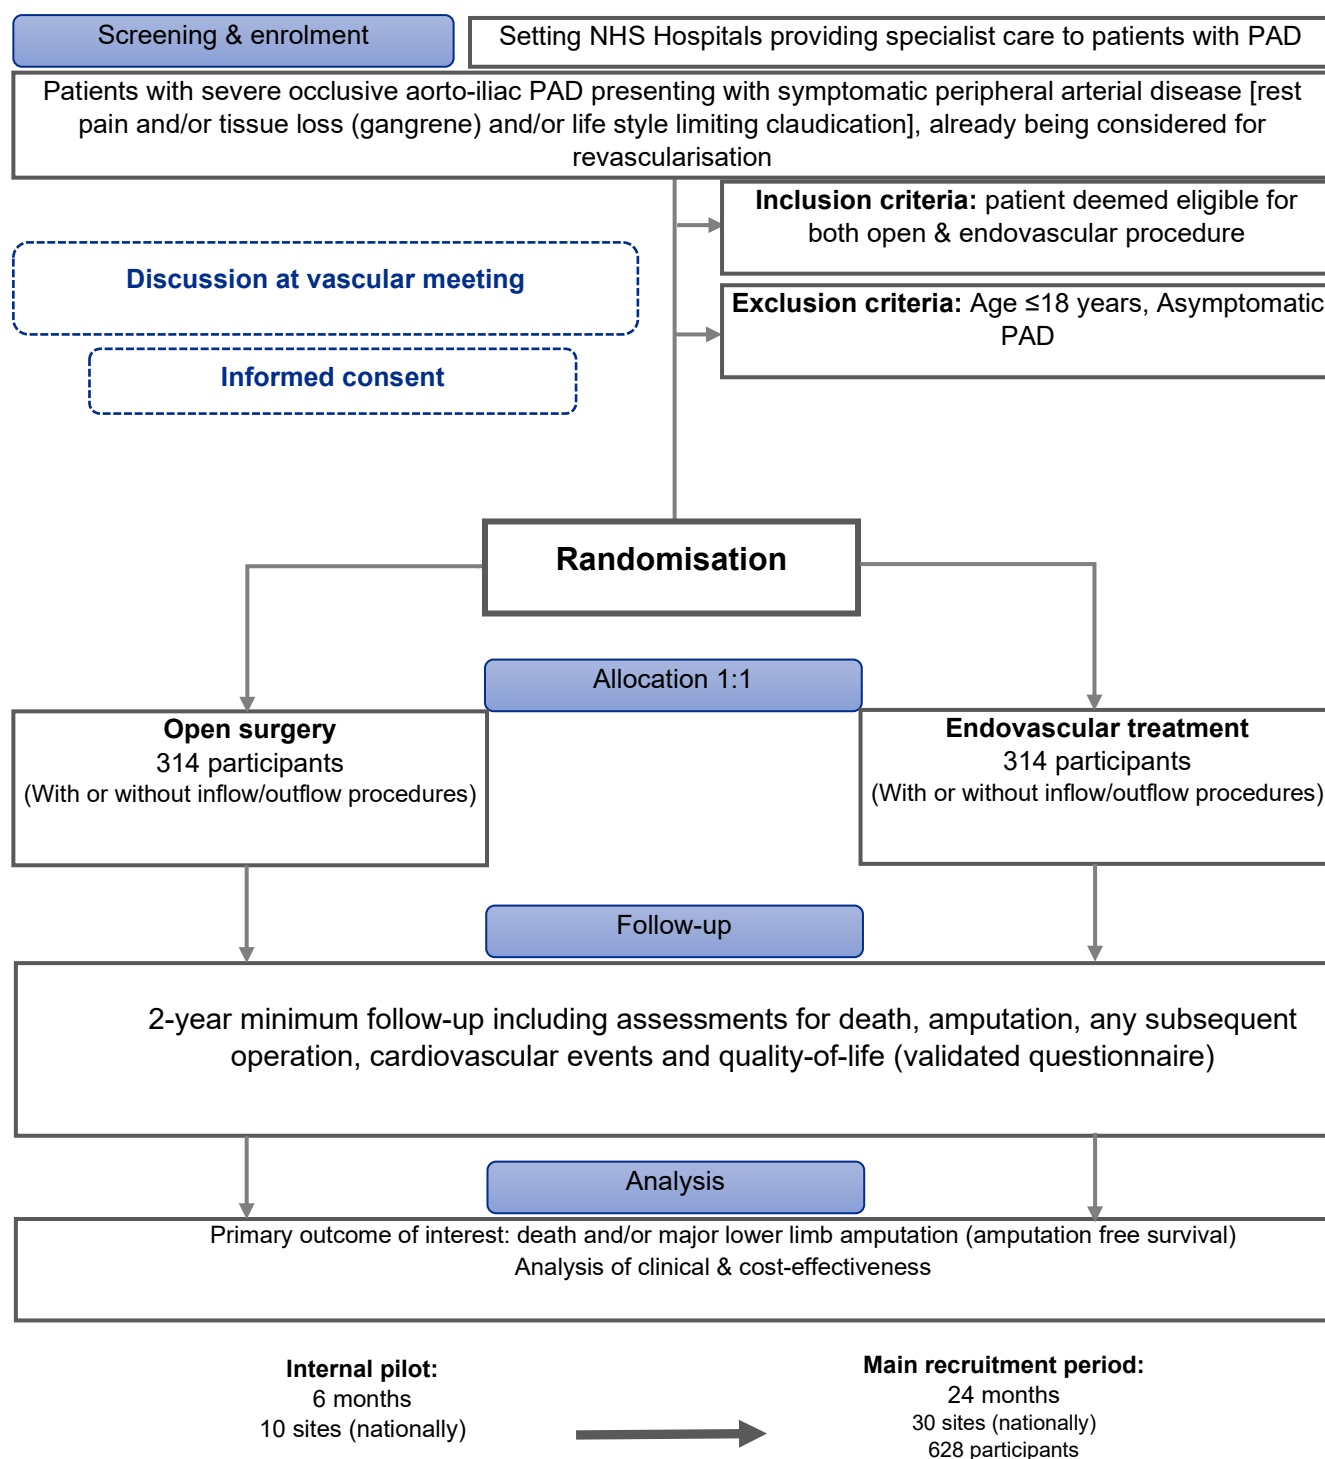 Screening & enrolment
Setting NHS Hospitals providing specialist care to patients with PAD
Patients with severe occlusive aorto-iliac PAD presenting with symptomatic peripheral arterial disease [rest
pain and/or tissue loss (gangrene) and/or life style limiting claudication], already being considered for
revascularisation
Inclusion criteria: patient deemed eligible for
both open & endovascular procedure
Discussion at vascular meeting
Exclusion criteria: Age ≤18 years, Asymptomatic
PAD
Informed consent
Randomisation
Allocation 1:1
Open surgery
314 participants
(With or without inflow/outflow procedures)
Endovascular treatment
314 participants
(With or without inflow/outflow procedures)
Follow-up
2-year minimum follow-up including assessments for death, amputation, any subsequent
operation, cardiovascular events and quality-of-life (validated questionnaire)
Analysis
Primary outcome of interest: death and/or major lower limb amputation (amputation free survival)
Analysis of clinical & cost-effectiveness
Internal pilot:
6 months
10 sites (nationally)
Main recruitment period:
24 months
30 sites (nationally)
628 participants